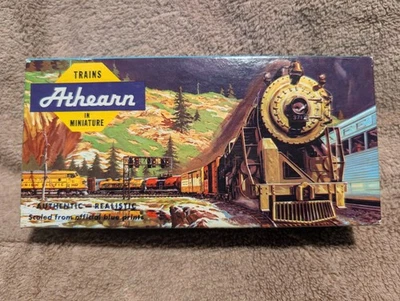 TRAINS
Athearn
IN
MINIATURE
AUTHENTIC — REALISTIC
Scaled from official blue prints